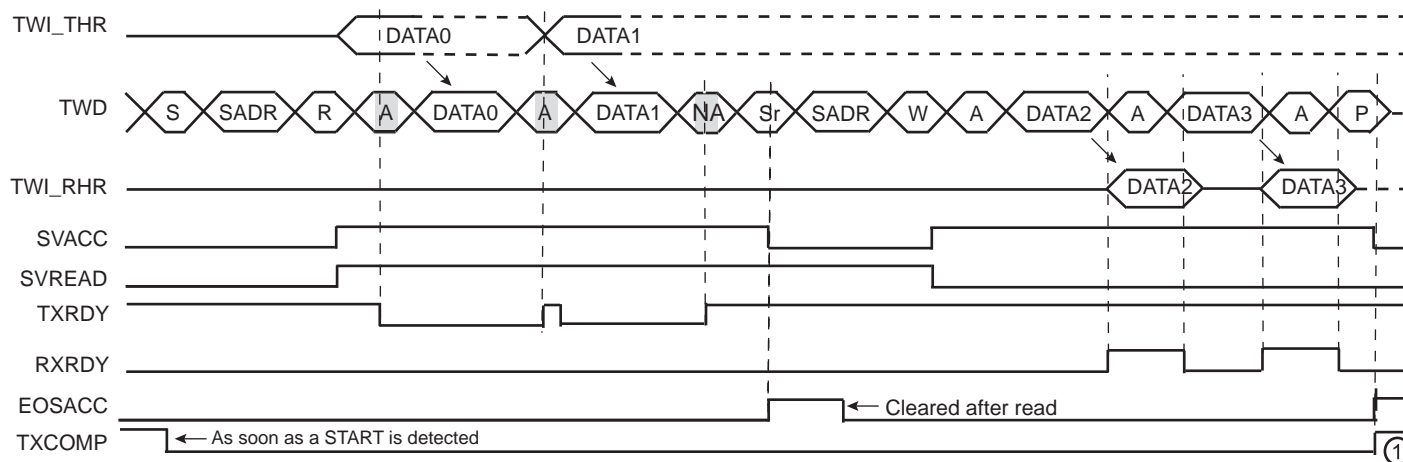 TWI_THR DATA0 DATA1
TWD S SADR R A DATA0 A DATA1 NA Sr SADR W A DATA2 A DATA3 A P
TWI_RHR DATA2 DATA3
SVACC
SVREAD
TXRDY
RXRDY
EOSACC Cleared after read
TXCOMP As soon as a START is detected 1